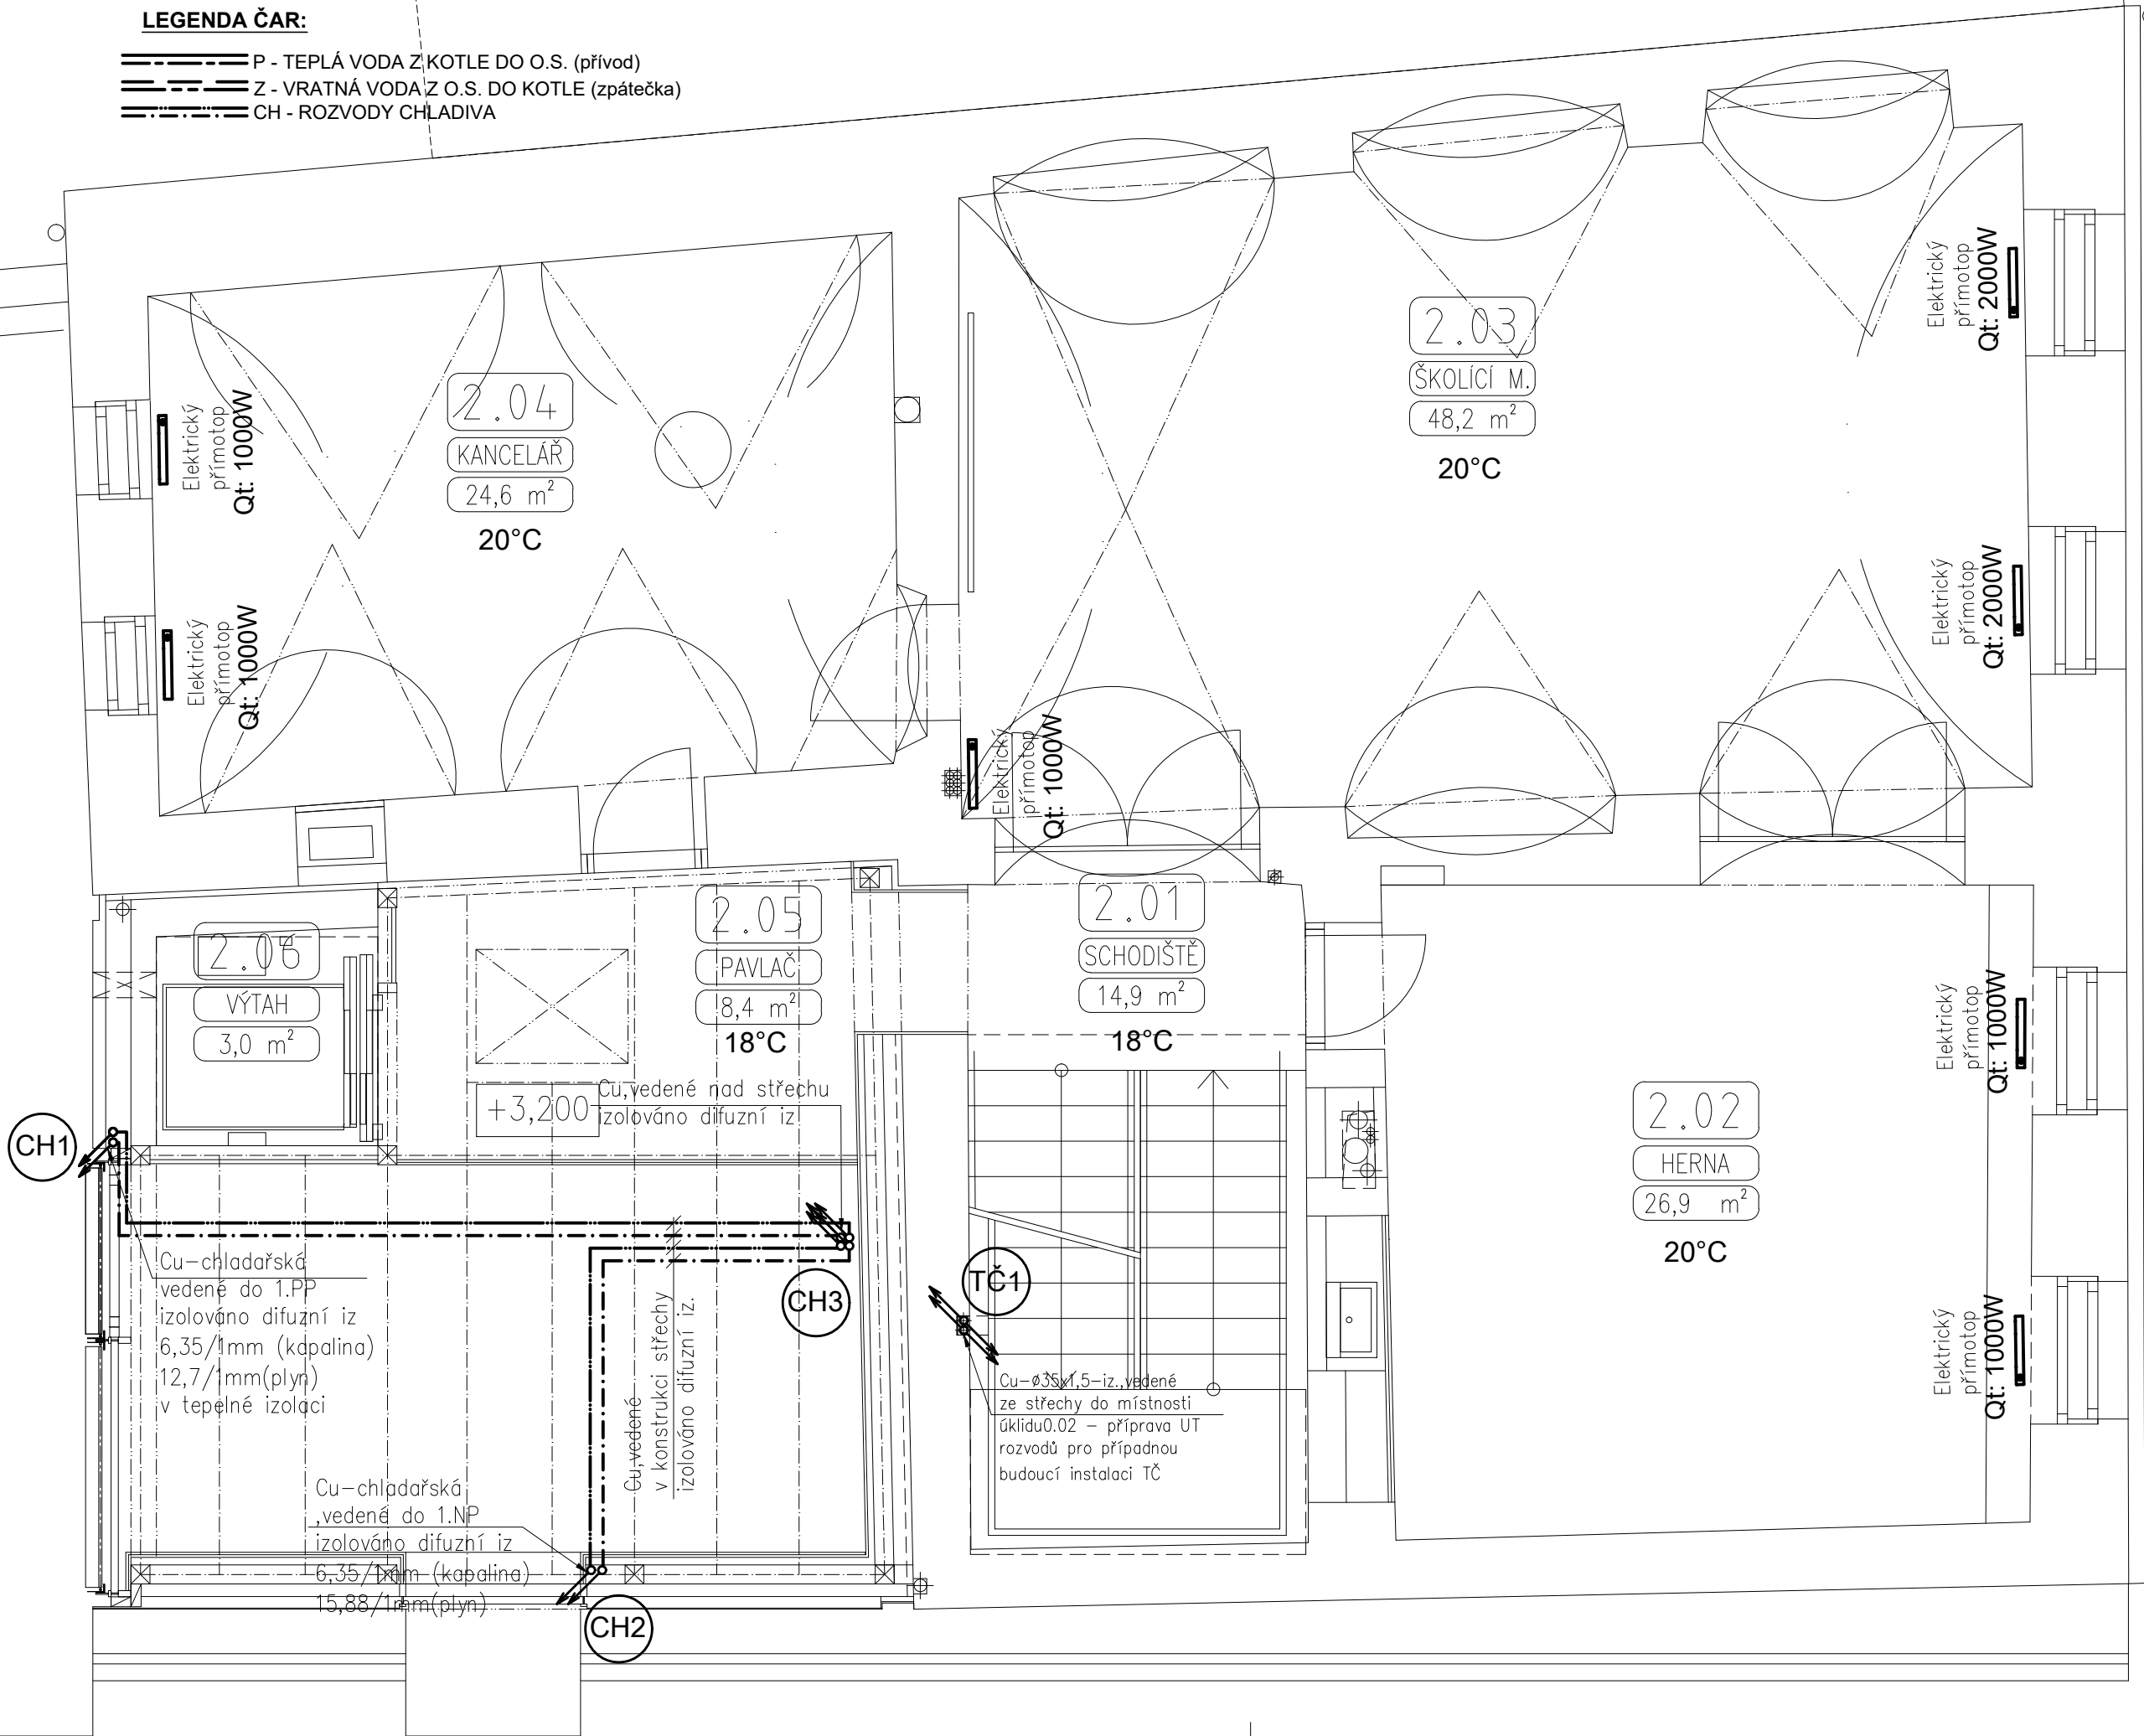 LEGENDA ČAR:
P - TEPLÁ VODA Z KOTLE DO O.S. (přívod)
Z - VRATNÁ VODA Z O.S. DO KOTLE (zpátečka)
CH - ROZVODY CHLADIVA
2.03
ŠKOLÍCÍ M.
48,2 m²
20°C
Elektrický
přímotop
Qt: 2000W
Elektrický
přímotop
Qt: 2000W
Elektrický
přímotop
Qt: 1000W
2.04
KANCELÁŘ
24,6 m²
20°C
Elektrický
přímotop
Qt: 1000W
Elektrický
přímotop
Qt: 1000W
2.06
VÝTAH
3,0 m²
2.05
PAVLAČ
8,4 m²
18°C
2.01
SCHODIŠTĚ
14,9 m²
18°C
+3,200
Cu,vedené nad střechu
izolováno difuzní iz
2.02
HERNA
26,9 m²
20°C
Elektrický
přímotop
Qt: 1000W
Elektrický
přímotop
Qt: 1000W
CH1
Cu-chladařská
vedené do 1.PP
izolováno difuzní iz
6,35/1mm (kapalina)
12,7/1mm(plyn)
v tepelné izolaci
CH3
TČ1
Cu,vedené
v konstrukci střechy
izolováno difuzní iz.
Cu-ø35x1,5-iz.,vedené
ze střechy do místnosti
úklidu0.02 - příprava UT
rozvodů pro případnou
budoucí instalaci TČ
Cu-chladařská
,vedené do 1.NP
izolováno difuzní iz
6,35/1mm (kapalina)
15,88/1mm(plyn)
CH2